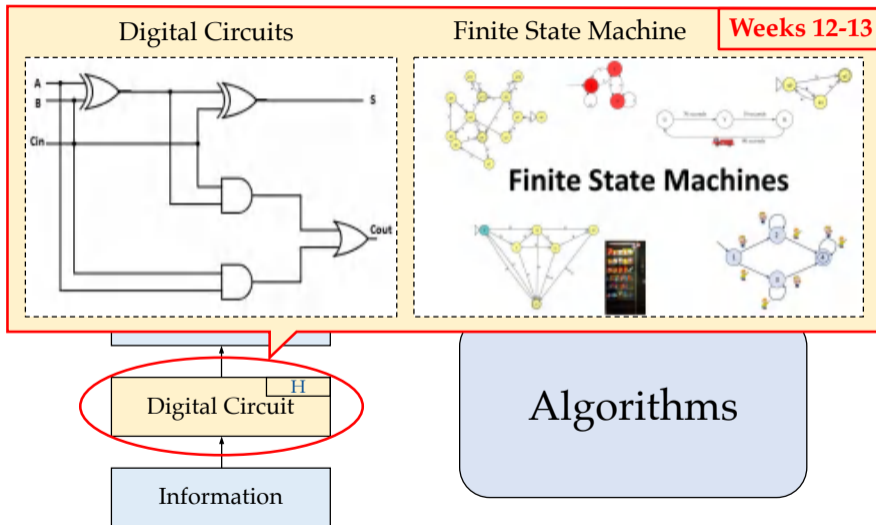 Digital Circuits
Finite State Machine
Weeks 12-13
A
B
Cin
S
Cout
Finite State Machines
H
Digital Circuit
Information
Algorithms